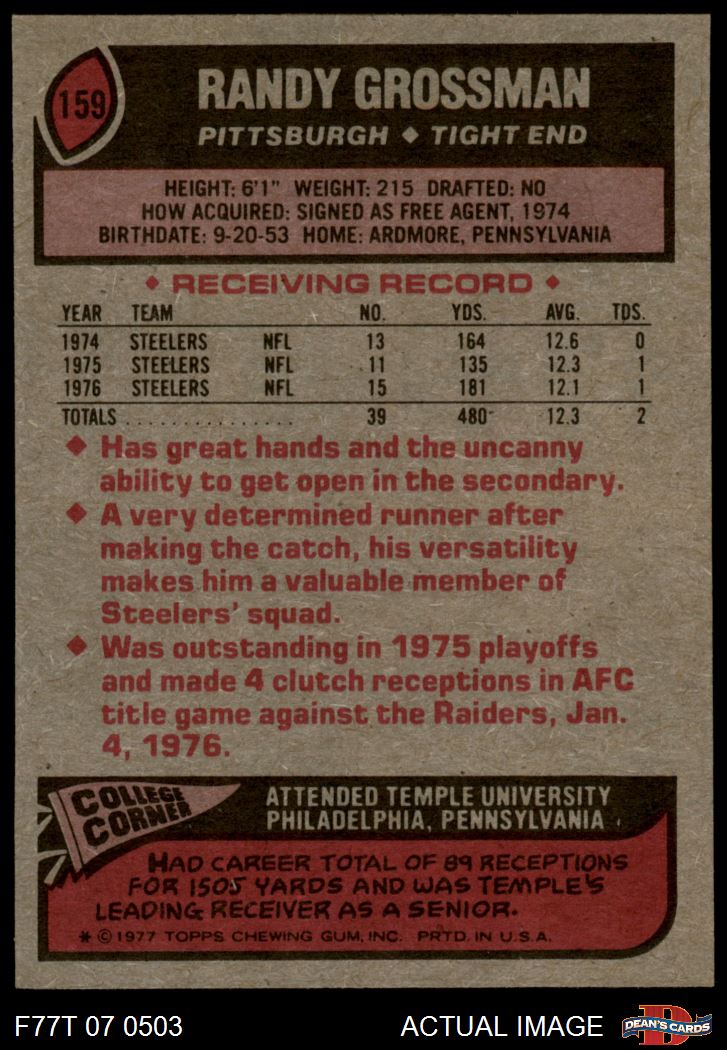 159
RANDY GROSSMAN
PITTSBURGH ◆ TIGHT END
HEIGHT: 6'1" WEIGHT: 215 DRAFTED: NO
HOW ACQUIRED: SIGNED AS FREE AGENT, 1974
BIRTHDATE: 9-20-53 HOME: ARDMORE, PENNSYLVANIA
◆ RECEIVING RECORD ◆
YEAR TEAM NO. YDS. AVG. TDS.
1974 STEELERS NFL 13 164 12.6 0
1975 STEELERS NFL 11 135 12.3 1
1976 STEELERS NFL 15 181 12.1 1
TOTALS . . . . . . . . . . . . . . . . 39 480 12.3 2
◆ Has great hands and the uncanny
ability to get open in the secondary.
◆ A very determined runner after
making the catch, his versatility
makes him a valuable member of
Steelers' squad.
◆ Was outstanding in 1975 playoffs
and made 4 clutch receptions in AFC
title game against the Raiders, Jan.
4, 1976.
COLLEGE
CORNER
ATTENDED TEMPLE UNIVERSITY
PHILADELPHIA, PENNSYLVANIA
HAD CAREER TOTAL OF 89 RECEPTIONS
FOR 1505 YARDS AND WAS TEMPLE'S
LEADING RECEIVER AS A SENIOR.
* © 1977 TOPPS CHEWING GUM, INC. PRTD. IN U.S.A.
F77T 07 0503 ACTUAL IMAGE
D
DEAN'S CARDS